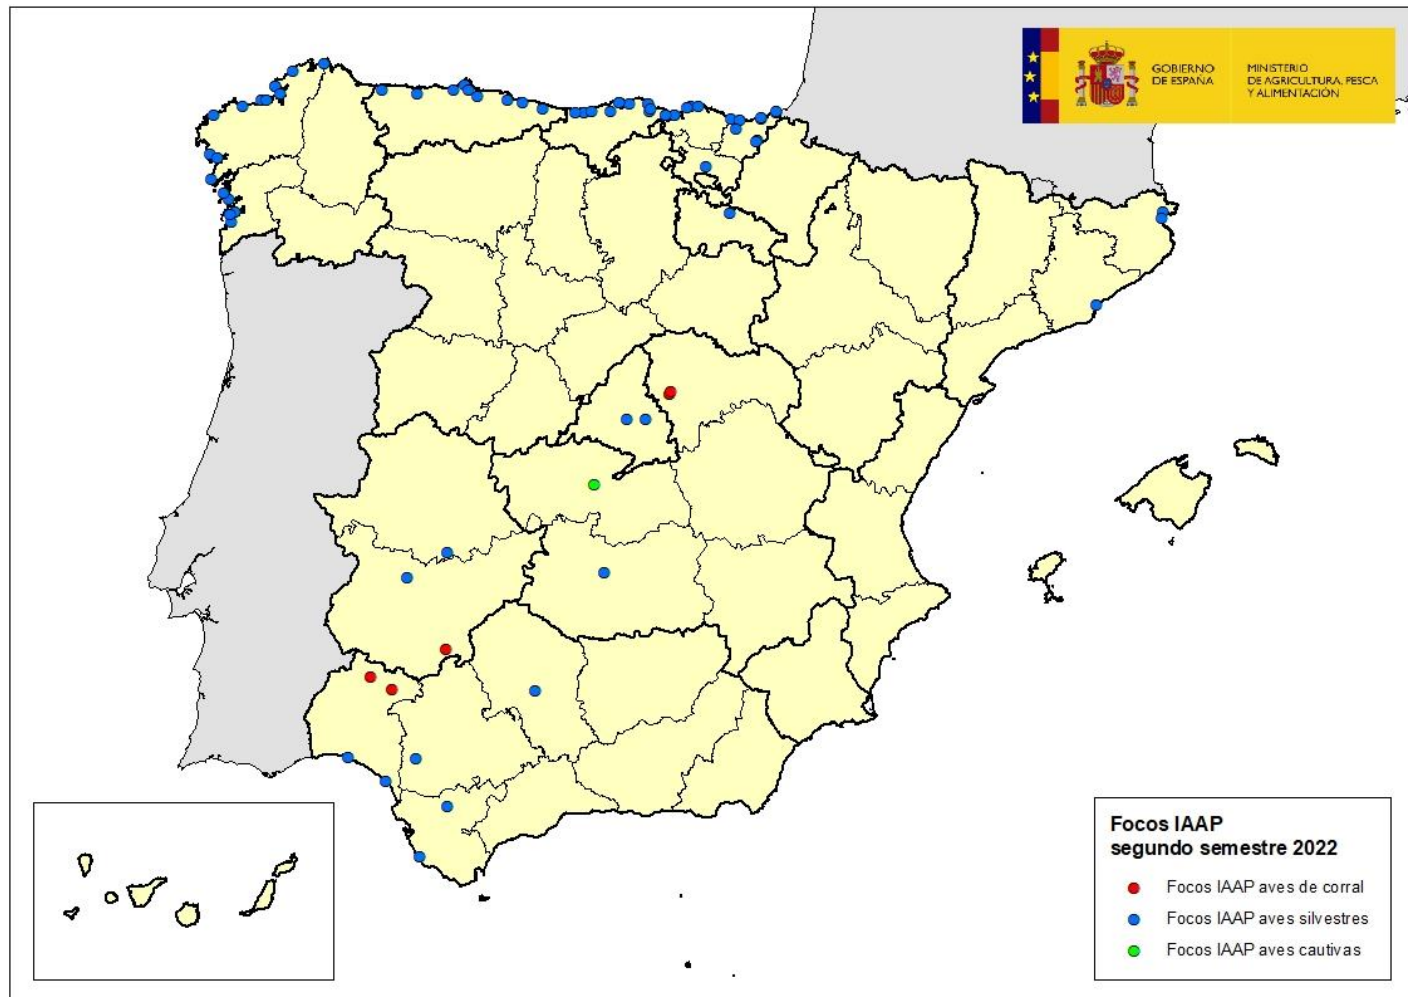 GOBIERNO
DE ESPAÑA
MINISTERIO
DE AGRICULTURA, PESCA
Y ALIMENTACIÓN
Focos IAAP
segundo semestre 2022
Focos IAAP aves de corral
Focos IAAP aves silvestres
Focos IAAP aves cautivas